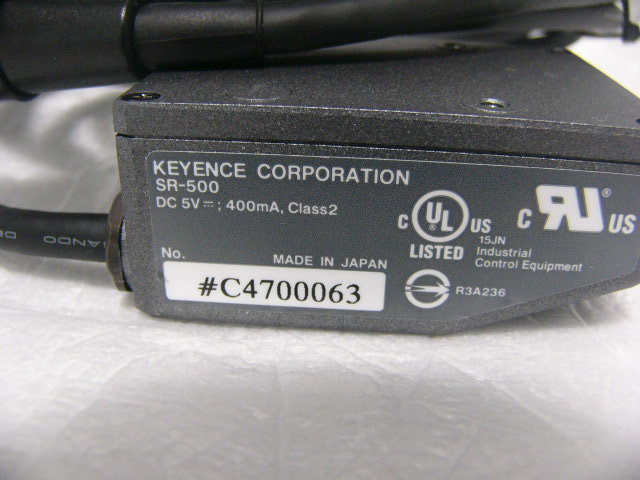 KEYENCE CORPORATION
SR-500
DC 5V⎓; 400mA, Class2
C UL US
LISTED
15JN
Industrial
Control Equipment
C RU ® US
No.
MADE IN JAPAN
#C4700063
R3A236
ANDO